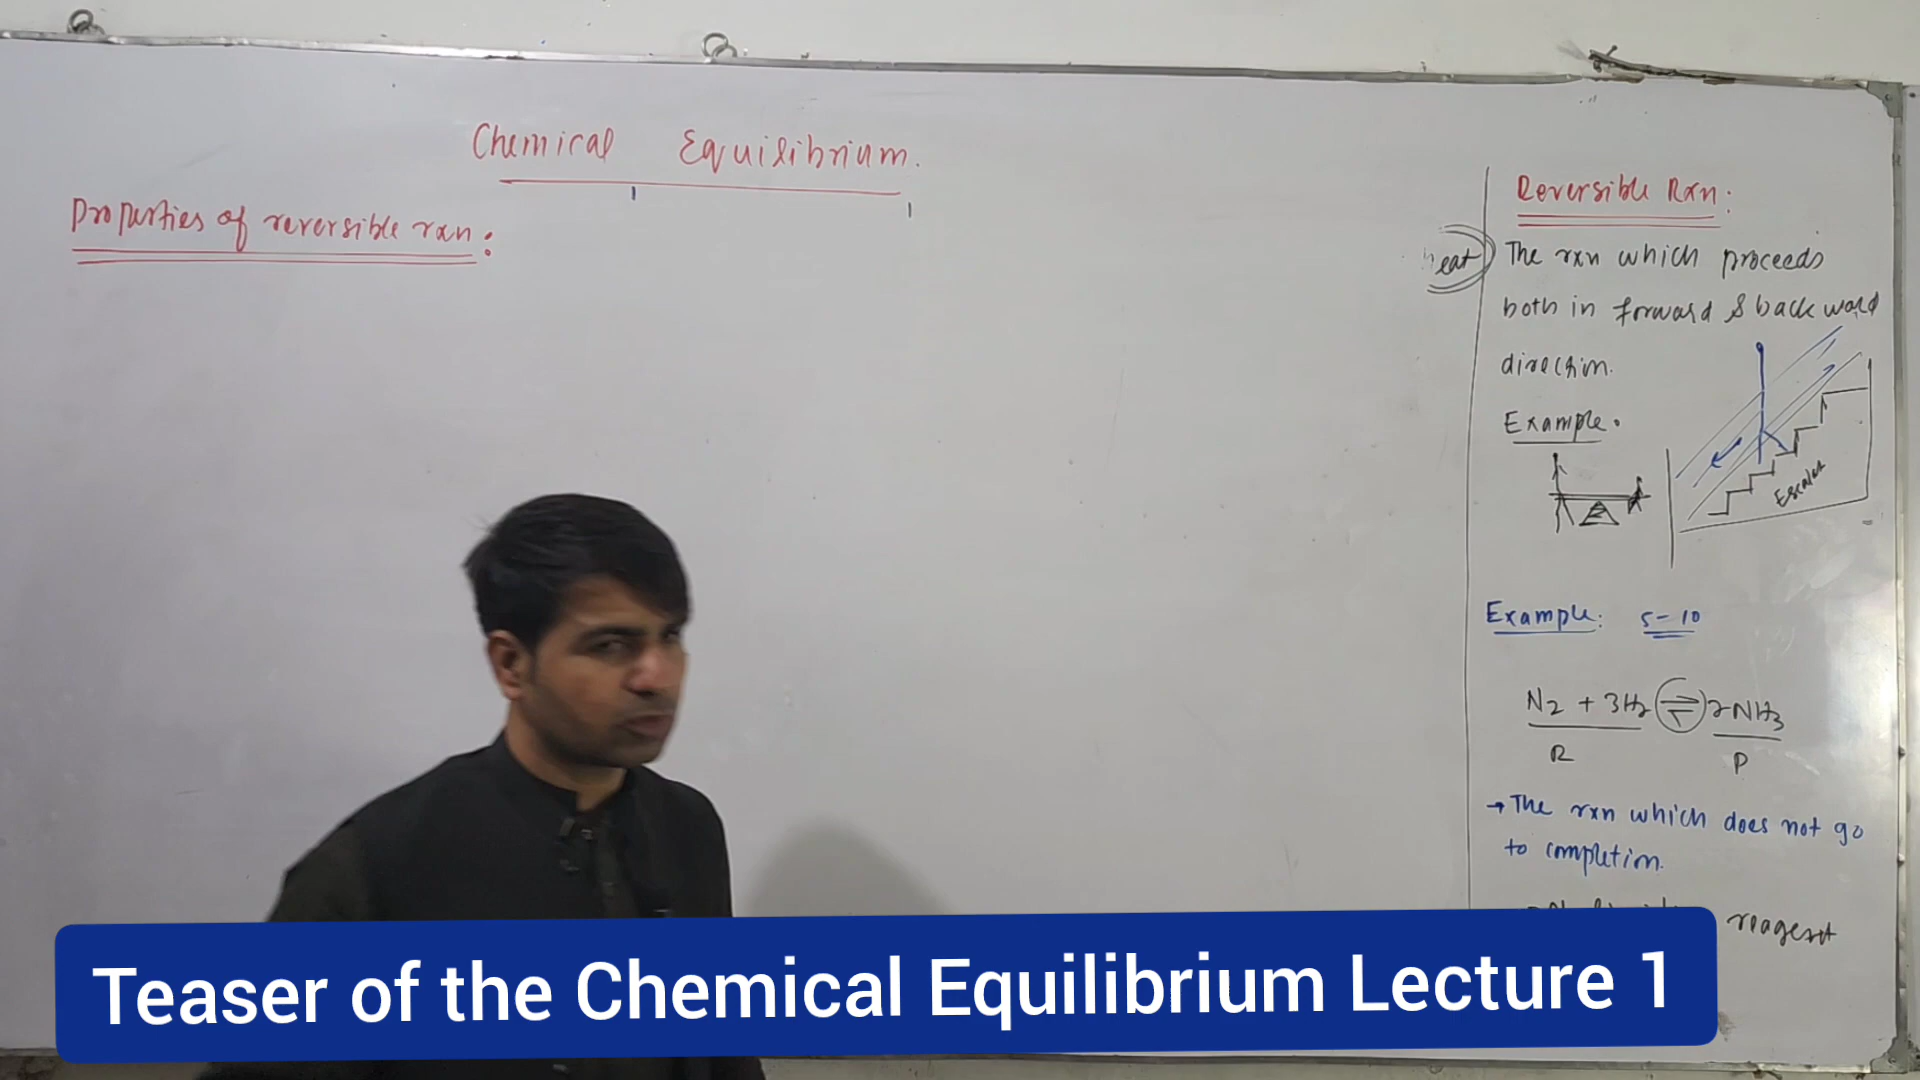 Chemical Equilibrium.
Properties of reversible rxn:
Reversible Rxn:
heat
The rxn which proceeds
both in forward & backward
direction.
Example.
Escalat
Example: 5-10
N2 + 3H2 ⇌ 2NH3
R P
→ The rxn which does not go
to completion.
reagent
Teaser of the Chemical Equilibrium Lecture 1